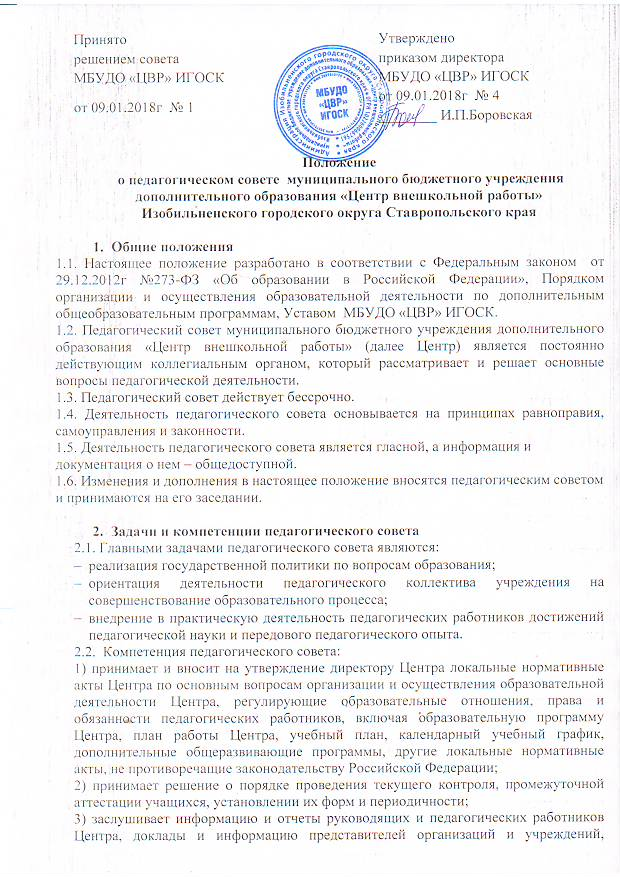 Принято
решением совета
МБУДО «ЦВР» ИГОСК
от 09.01.2018г № 1
Утверждено
приказом директора
МБУДО «ЦВР» ИГОСК
от 09.01.2018г № 4
И.П.Боровская
МБУДО
«ЦВР»
ИГОСК
Положение
о педагогическом совете муниципального бюджетного учреждения
дополнительного образования «Центр внешкольной работы»
Изобильненского городского округа Ставропольского края
1. Общие положения
1.1. Настоящее положение разработано в соответствии с Федеральным законом от
29.12.2012г №273-ФЗ «Об образовании в Российской Федерации», Порядком
организации и осуществления образовательной деятельности по дополнительным
общеобразовательным программам, Уставом МБУДО «ЦВР» ИГОСК.
1.2. Педагогический совет муниципального бюджетного учреждения дополнительного
образования «Центр внешкольной работы» (далее Центр) является постоянно
действующим коллегиальным органом, который рассматривает и решает основные
вопросы педагогической деятельности.
1.3. Педагогический совет действует бессрочно.
1.4. Деятельность педагогического совета основывается на принципах равноправия,
самоуправления и законности.
1.5. Деятельность педагогического совета является гласной, а информация и
документация о нем – общедоступной.
1.6. Изменения и дополнения в настоящее положение вносятся педагогическим советом
и принимаются на его заседании.
2. Задачи и компетенции педагогического совета
2.1. Главными задачами педагогического совета являются:
– реализация государственной политики по вопросам образования;
– ориентация деятельности педагогического коллектива учреждения на
совершенствование образовательного процесса;
– внедрение в практическую деятельность педагогических работников достижений
педагогической науки и передового педагогического опыта.
2.2. Компетенция педагогического совета:
1) принимает и вносит на утверждение директору Центра локальные нормативные
акты Центра по основным вопросам организации и осуществления образовательной
деятельности Центра, регулирующие образовательные отношения, права и
обязанности педагогических работников, включая образовательную программу
Центра, план работы Центра, учебный план, календарный учебный график,
дополнительные общеразвивающие программы, другие локальные нормативные
акты, не противоречащие законодательству Российской Федерации;
2) принимает решение о порядке проведения текущего контроля, промежуточной
аттестации учащихся, установлении их форм и периодичности;
3) заслушивает информацию и отчеты руководящих и педагогических работников
Центра, доклады и информацию представителей организаций и учреждений,